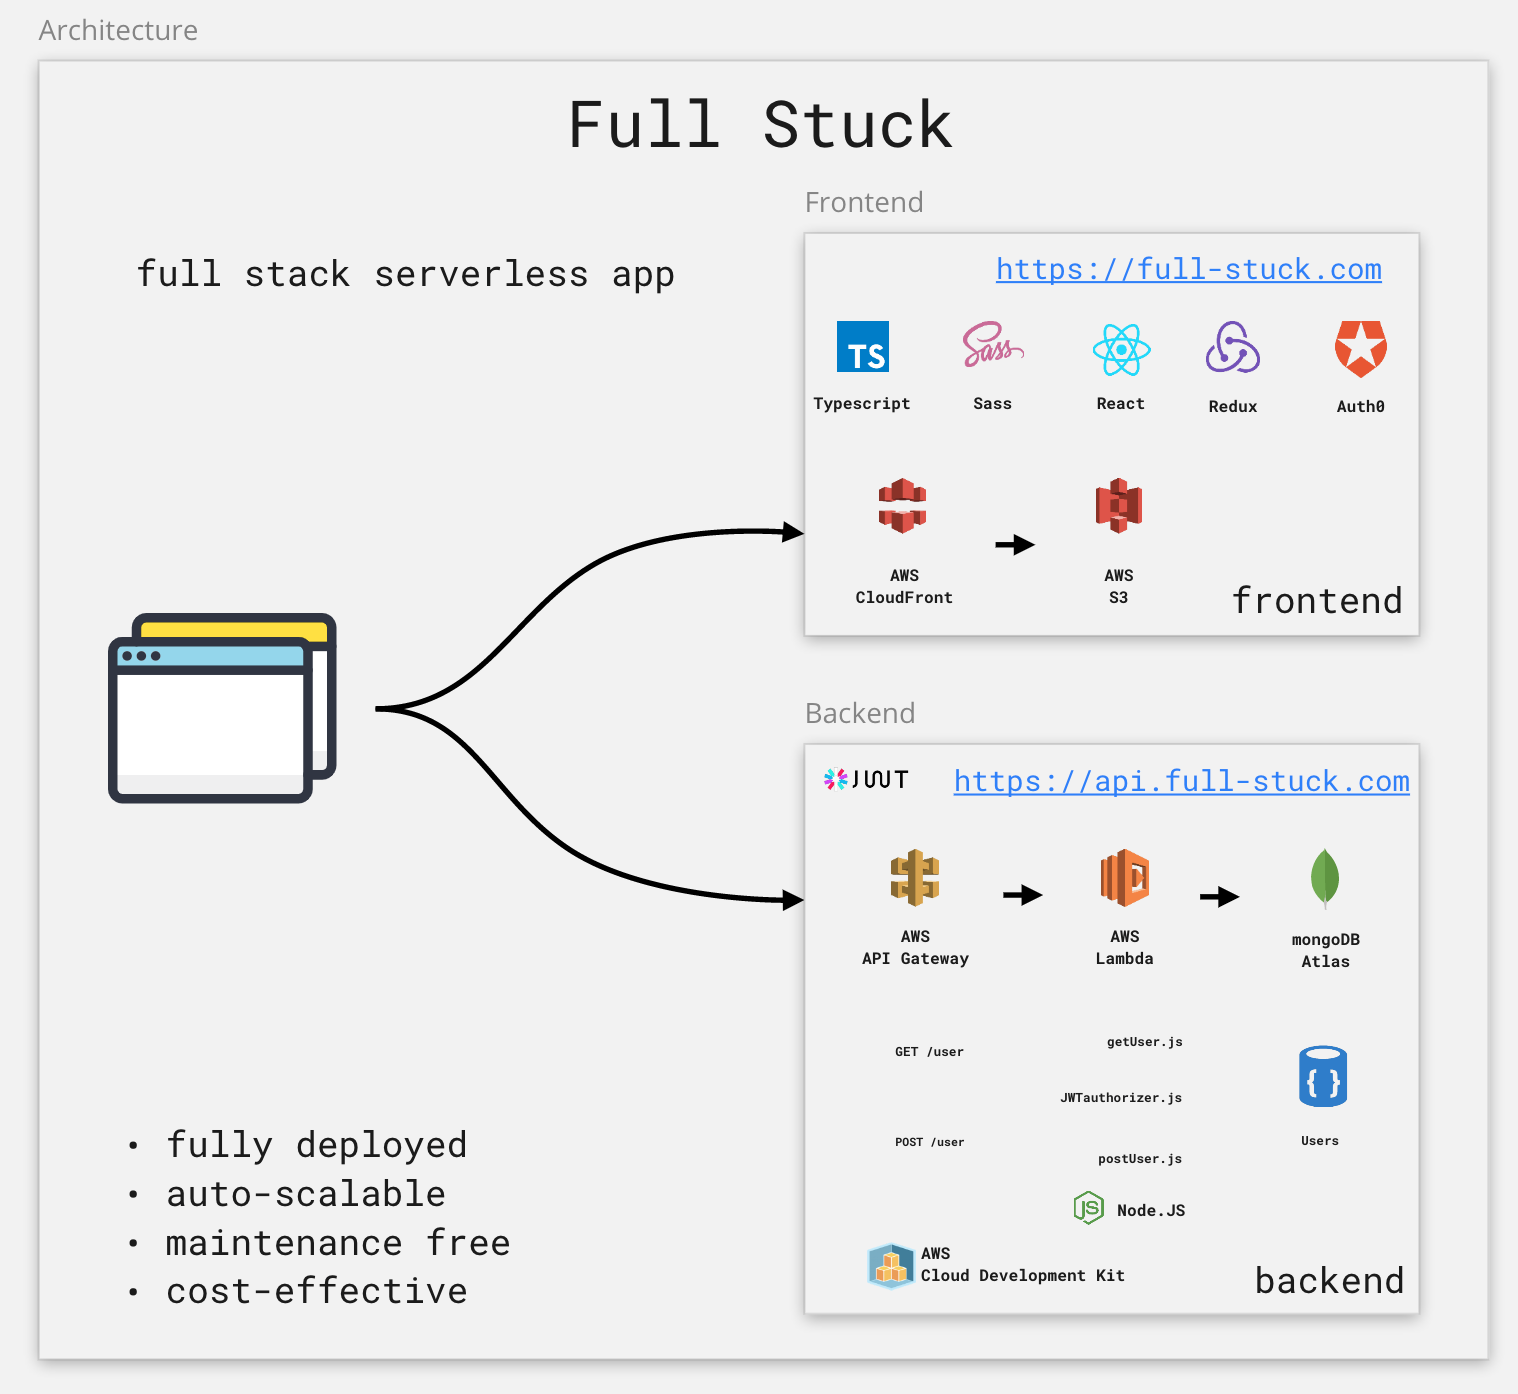 Architecture
Full Stuck
full stack serverless app
Frontend
https://full-stuck.com
TS
Sass
Typescript
Sass
React
Redux
Auth0
AWS
CloudFront
AWS
S3
frontend
Backend
JWT
https://api.full-stuck.com
AWS
API Gateway
AWS
Lambda
mongoDB
Atlas
GET /user
getUser.js
JWTauthorizer.js
{ }
POST /user
postUser.js
Users
JS
Node.JS
AWS
Cloud Development Kit
backend
• fully deployed
• auto-scalable
• maintenance free
• cost-effective